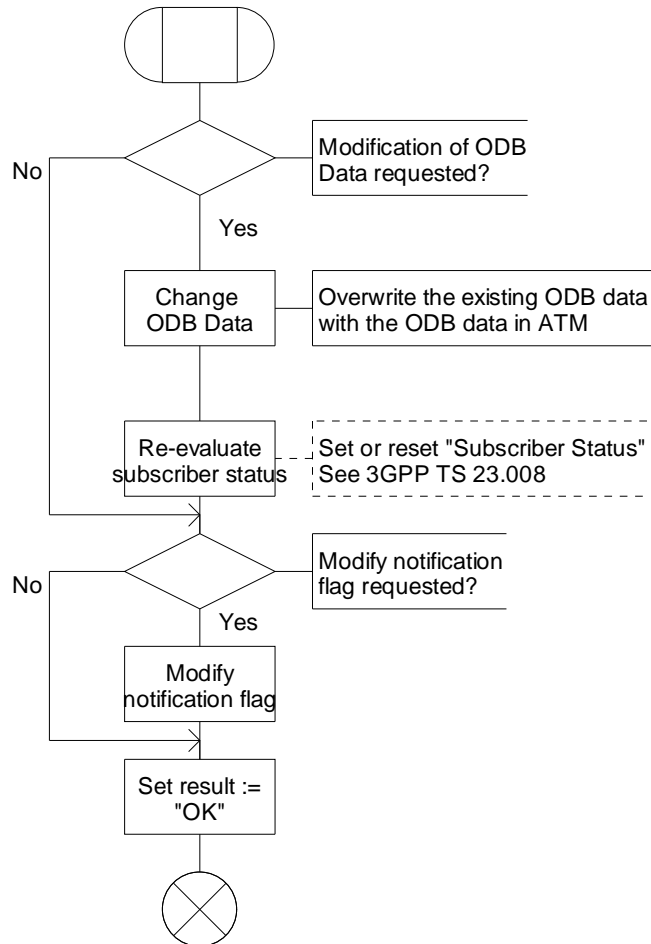 Modification of ODB
Data requested?
No
Yes
Change
ODB Data
Overwrite the existing ODB data
with the ODB data in ATM
Re-evaluate
subscriber status
Set or reset "Subscriber Status"
See 3GPP TS 23.008
Modify notification
flag requested?
No
Yes
Modify
notification flag
Set result :=
"OK"